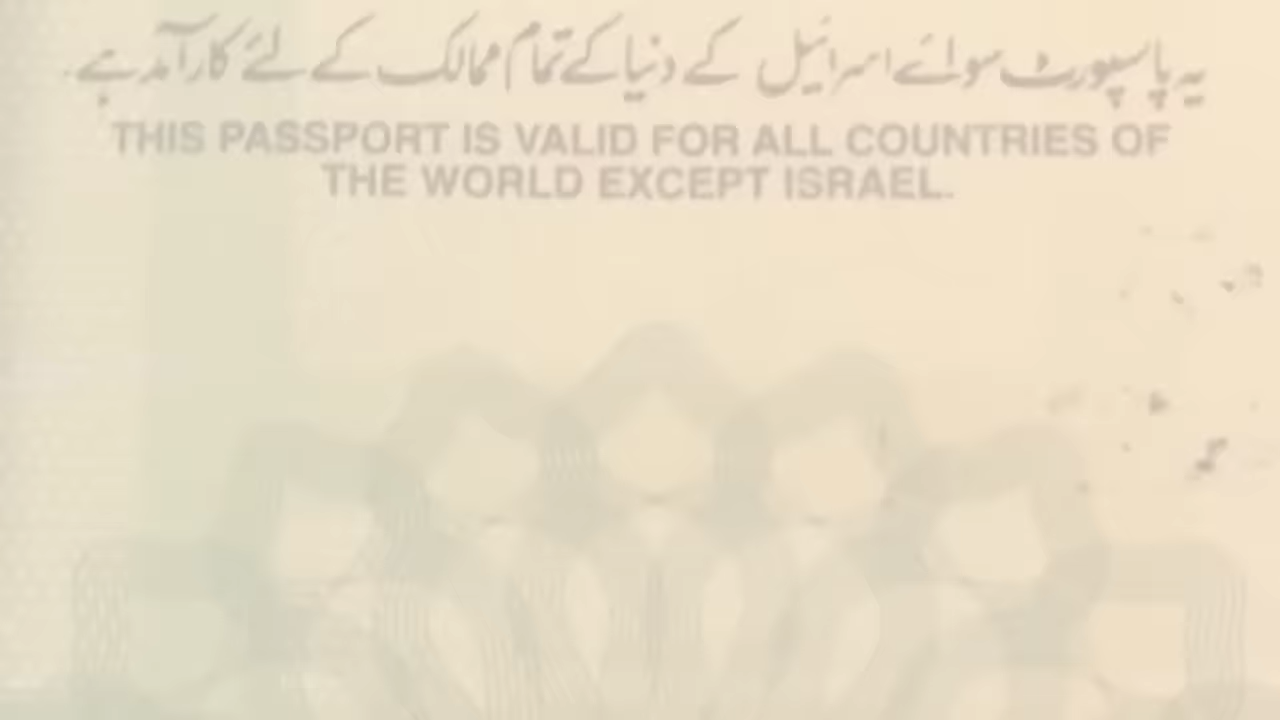 یہ پاسپورٹ سوائے اسرائیل کے دنیا کے تمام ممالک کے لئے کارآمد ہے۔
THIS PASSPORT IS VALID FOR ALL COUNTRIES OF
THE WORLD EXCEPT ISRAEL.